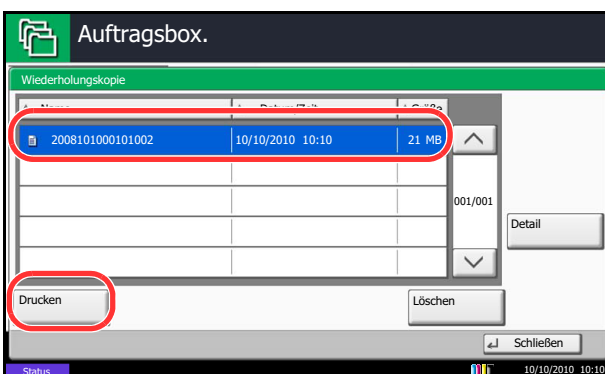 Auftragsbox.
Wiederholungskopie
Name Datum/Zeit Größe
2008101000101002 10/10/2010 10:10 21 MB
001/001
Detail
Drucken Löschen
Schließen
Status 10/10/2010 10:10